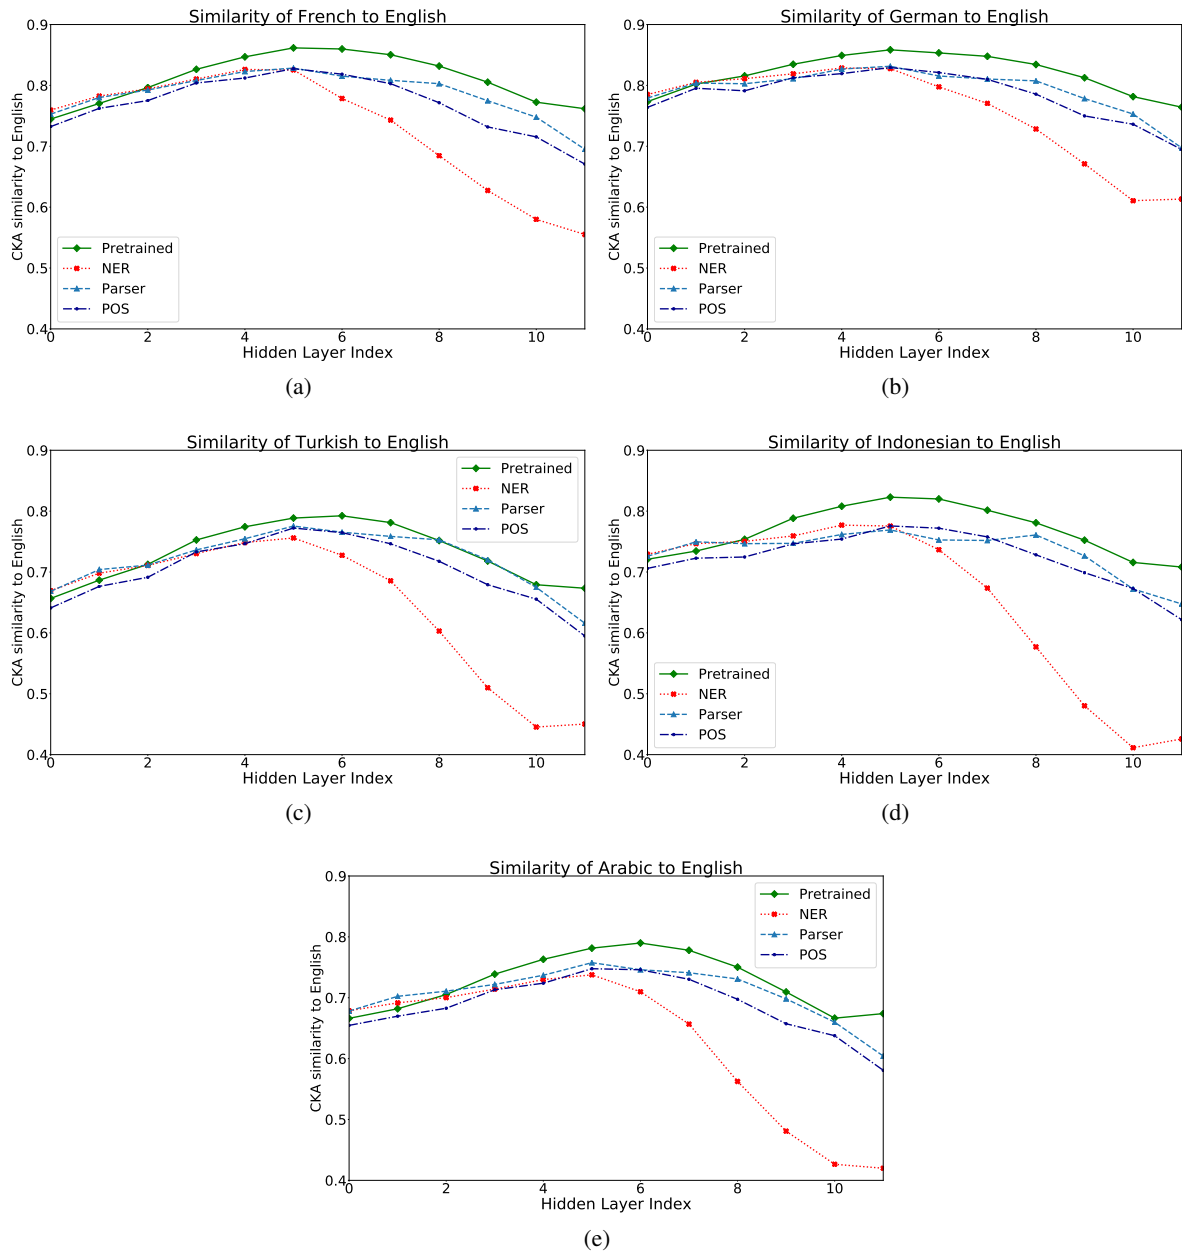 Similarity of French to English
CKA similarity to English
0.9
0.8
0.7
0.6
0.5
0.4
Pretrained
NER
Parser
POS
0 2 4 6 8 10
Hidden Layer Index
(a)
Similarity of German to English
CKA similarity to English
0.9
0.8
0.7
0.6
0.5
0.4
Pretrained
NER
Parser
POS
0 2 4 6 8 10
Hidden Layer Index
(b)
Similarity of Turkish to English
CKA similarity to English
0.9
0.8
0.7
0.6
0.5
0.4
Pretrained
NER
Parser
POS
0 2 4 6 8 10
Hidden Layer Index
(c)
Similarity of Indonesian to English
CKA similarity to English
0.9
0.8
0.7
0.6
0.5
0.4
Pretrained
NER
Parser
POS
0 2 4 6 8 10
Hidden Layer Index
(d)
Similarity of Arabic to English
CKA similarity to English
0.9
0.8
0.7
0.6
0.5
0.4
Pretrained
NER
Parser
POS
0 2 4 6 8 10
Hidden Layer Index
(e)